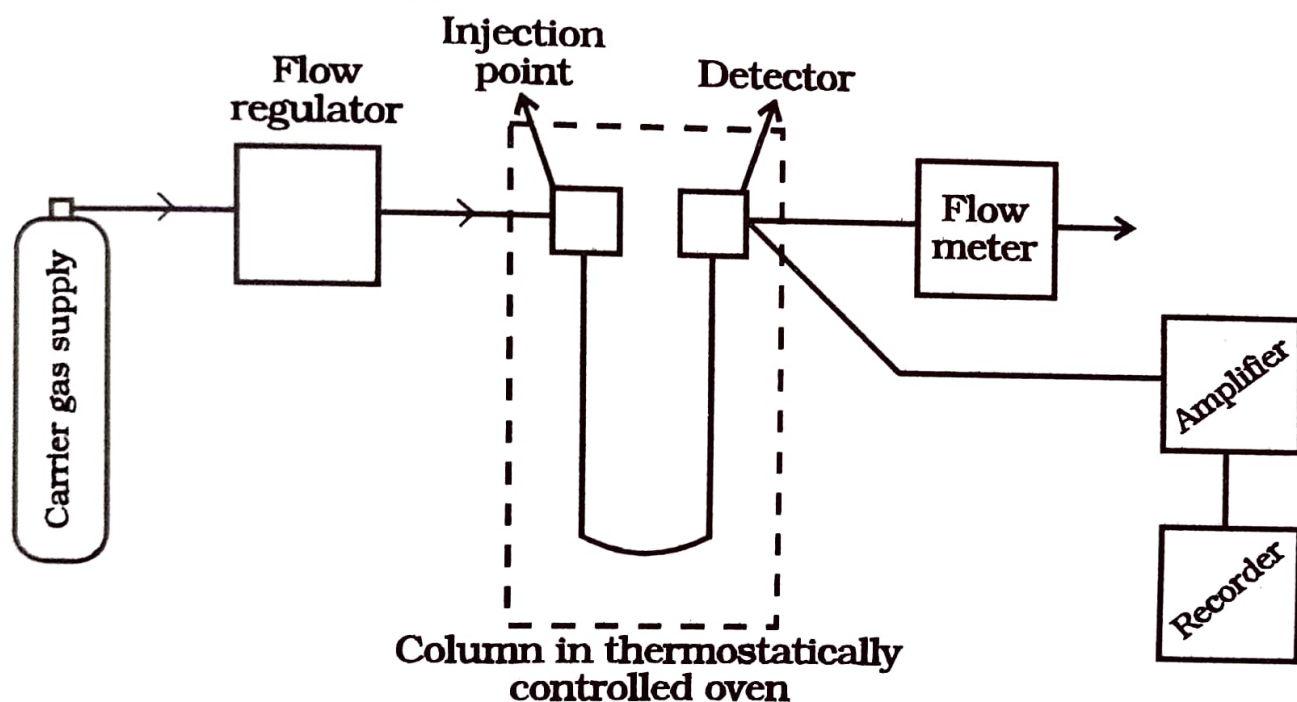 Injection
point
Flow
regulator
Detector
Flow
meter
Carrier gas supply
Amplifier
Recorder
Column in thermostatically
controlled oven